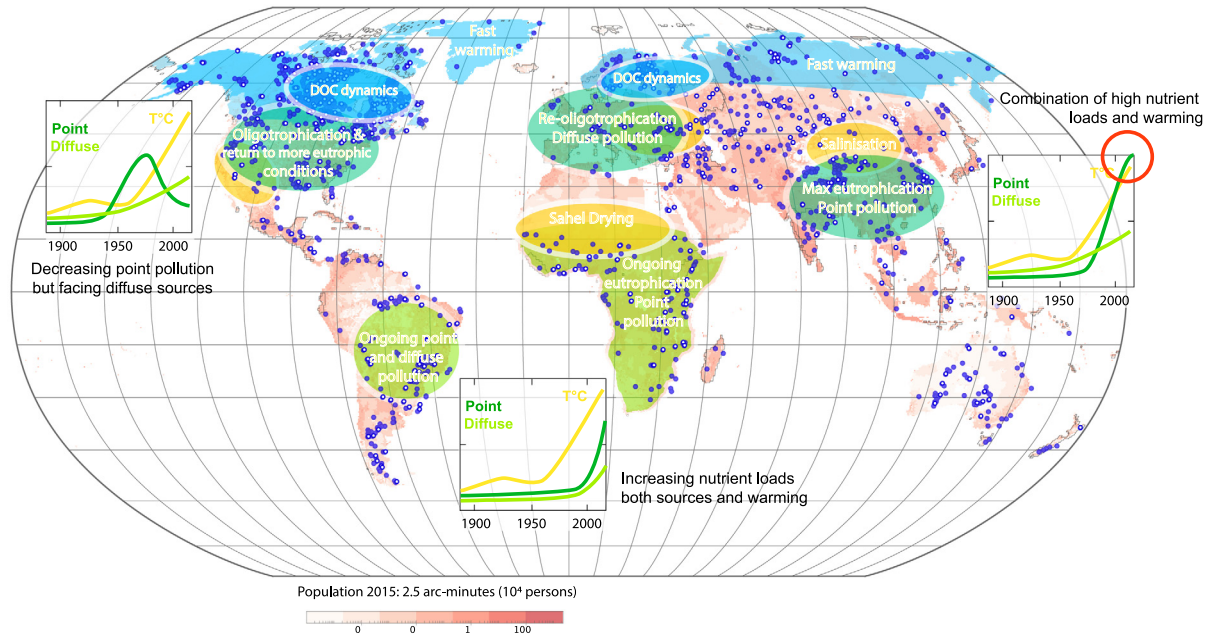 Fast
warming
Fast warming
DOC dynamics
DOC dynamics
Combination of high nutrient
loads and warming
Point
Diffuse
T°C
1900
1950
2000
Decreasing point pollution
but facing diffuse sources
Oligotrophication &
return to more eutrophic
conditions
Re-oligotrophication
Diffuse pollution
Salinisation
Max eutrophication
Point pollution
T°C
Point
Diffuse
1900
1950
2000
Sahel Drying
Ongoing
eutrophication
Point
pollution
Ongoing point
and diffuse
pollution
T°C
Point
Diffuse
1900
1950
2000
Increasing nutrient loads
both sources and warming
Population 2015: 2.5 arc-minutes (10⁴ persons)
0 0 1 100